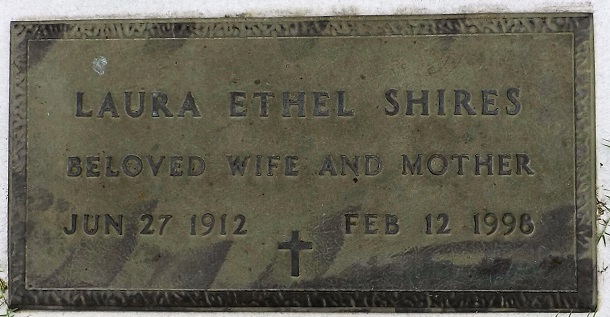 LAURA ETHEL SHIRES
BELOVED WIFE AND MOTHER
JUN 27 1912 FEB 12 1998